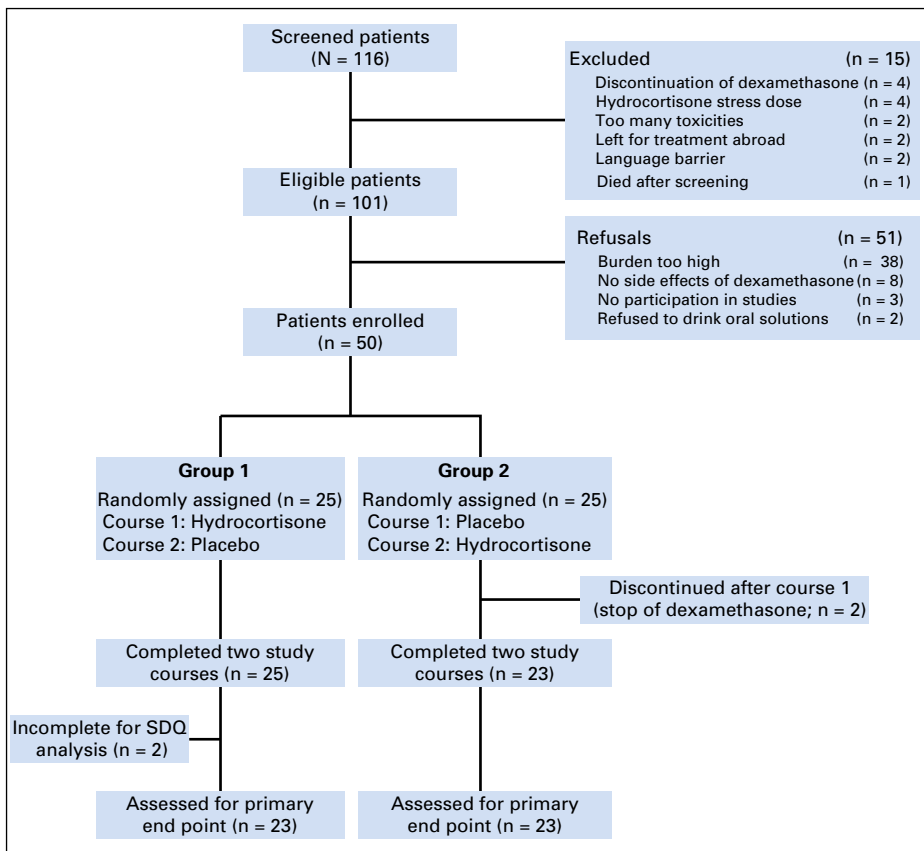 Screened patients
(N = 116)
Excluded (n = 15)
Discontinuation of dexamethasone (n = 4)
Hydrocortisone stress dose (n = 4)
Too many toxicities (n = 2)
Left for treatment abroad (n = 2)
Language barrier (n = 2)
Died after screening (n = 1)
Eligible patients
(n = 101)
Refusals (n = 51)
Burden too high (n = 38)
No side effects of dexamethasone (n = 8)
No participation in studies (n = 3)
Refused to drink oral solutions (n = 2)
Patients enrolled
(n = 50)
Group 1
Randomly assigned (n = 25)
Course 1: Hydrocortisone
Course 2: Placebo
Group 2
Randomly assigned (n = 25)
Course 1: Placebo
Course 2: Hydrocortisone
Discontinued after course 1
(stop of dexamethasone; n = 2)
Completed two study
courses (n = 25)
Completed two study
courses (n = 23)
Incomplete for SDQ
analysis (n = 2)
Assessed for primary
end point (n = 23)
Assessed for primary
end point (n = 23)